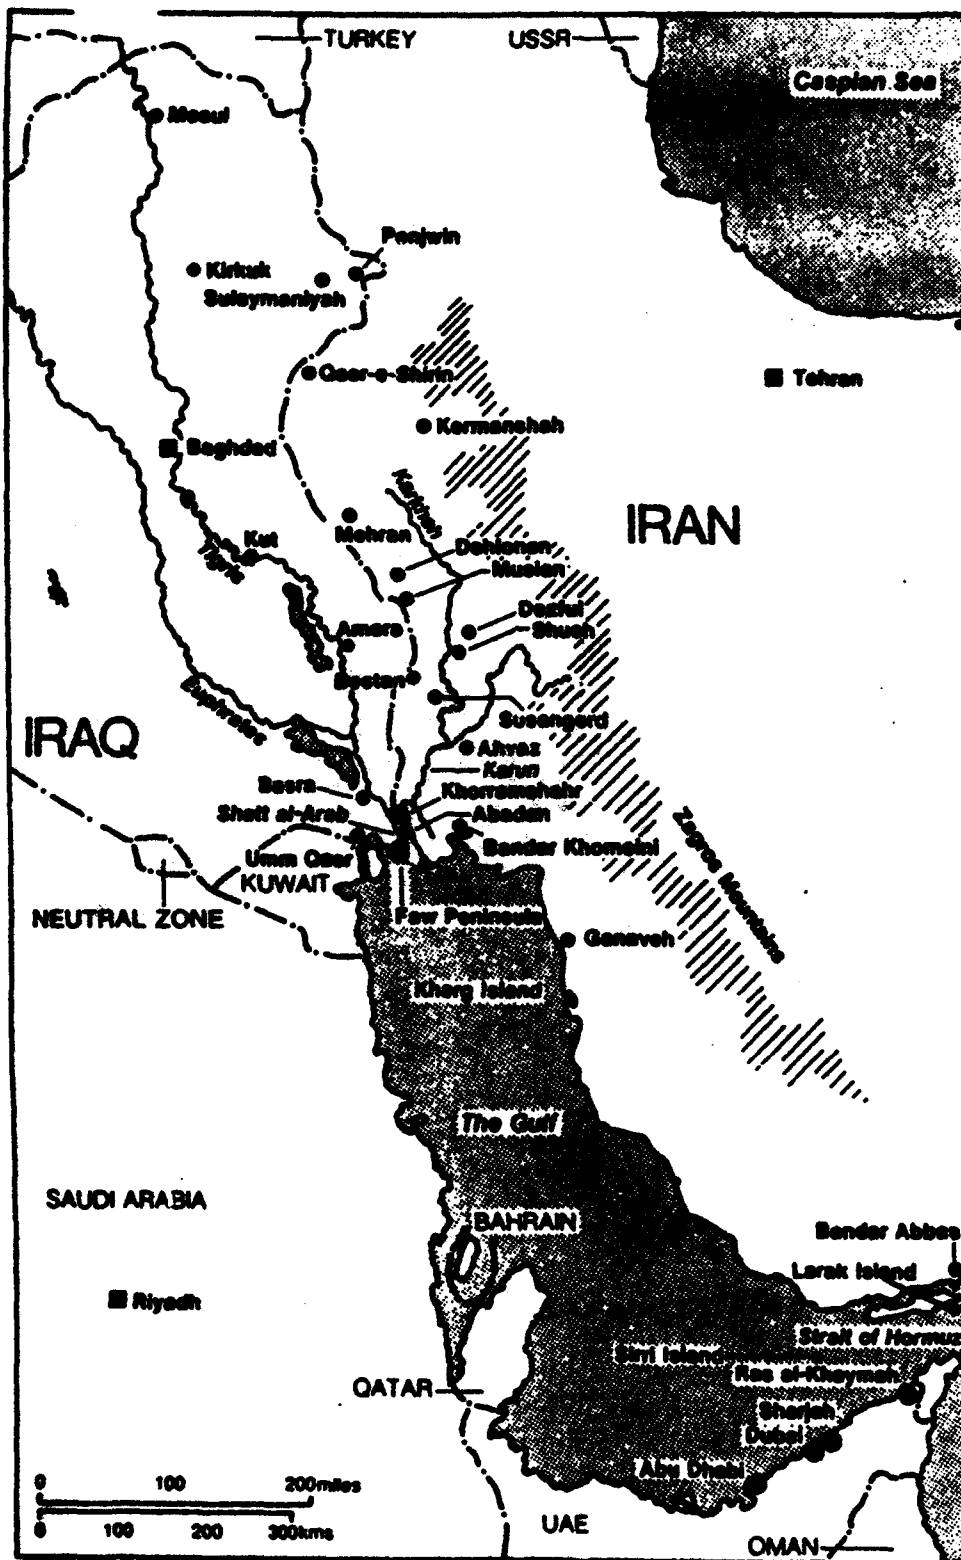 TURKEY
USSR
Caspian Sea
Mosul
Penjwin
Kirkuk
Suleymaniyah
Qasr-e-Shirin
Tehran
Kermanshah
Baghdad
Karkheh
IRAN
Mehran
Kut
Tigris
Dehloran
Musian
Dezful
Shush
Amara
Bostan
Susangerd
Euphrates
IRAQ
Ahvaz
Karun
Basra
Khorramshahr
Shatt al-Arab
Abadan
Umm Qasr
Bandar Khomeini
KUWAIT
Zagros Mountains
NEUTRAL ZONE
Faw Peninsula
Ganaveh
Kharg Island
The Gulf
SAUDI ARABIA
BAHRAIN
Bandar Abbas
Larak Island
Riyadh
Strait of Hormuz
Sirri Island
Ras al-Khaymah
QATAR
Sharjah
Dubai
Abu Dhabi
0 100 200miles
0 100 200 300kms
UAE
OMAN